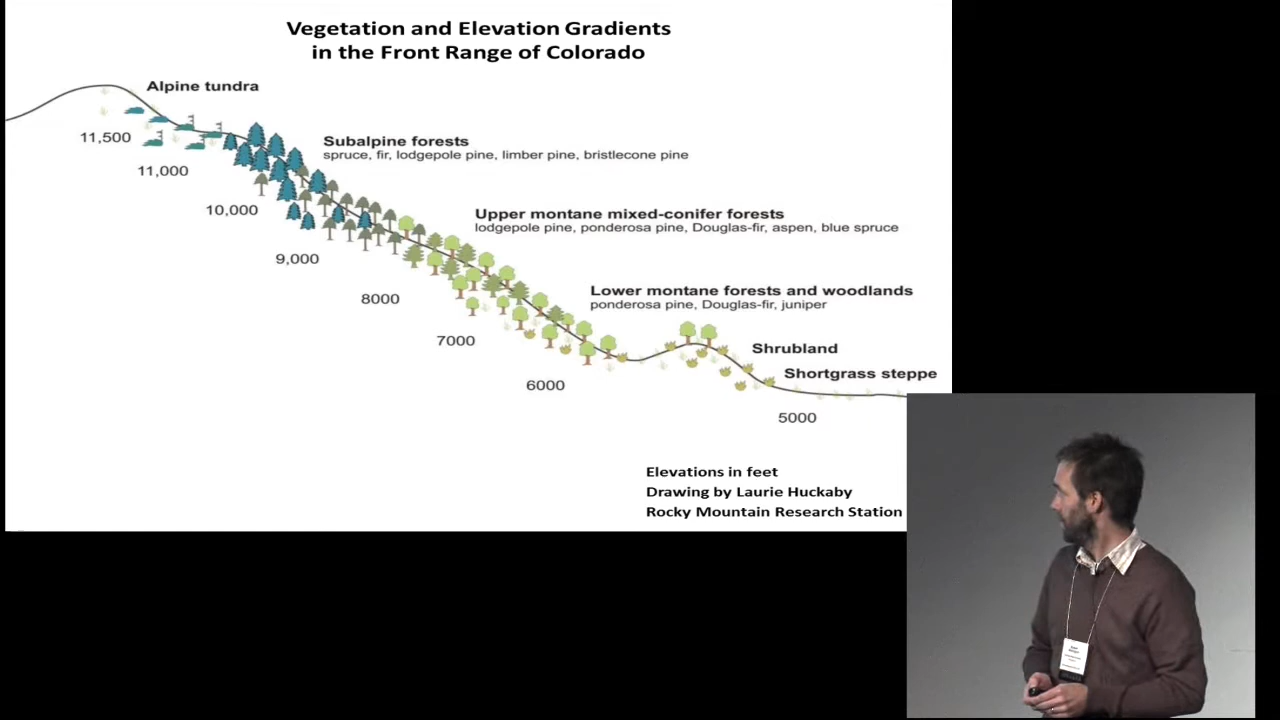 Vegetation and Elevation Gradients
in the Front Range of Colorado
Alpine tundra
11,500
Subalpine forests
spruce, fir, lodgepole pine, limber pine, bristlecone pine
11,000
10,000
Upper montane mixed-conifer forests
lodgepole pine, ponderosa pine, Douglas-fir, aspen, blue spruce
9,000
Lower montane forests and woodlands
ponderosa pine, Douglas-fir, juniper
8000
7000
Shrubland
Shortgrass steppe
6000
5000
Elevations in feet
Drawing by Laurie Huckaby
Rocky Mountain Research Station